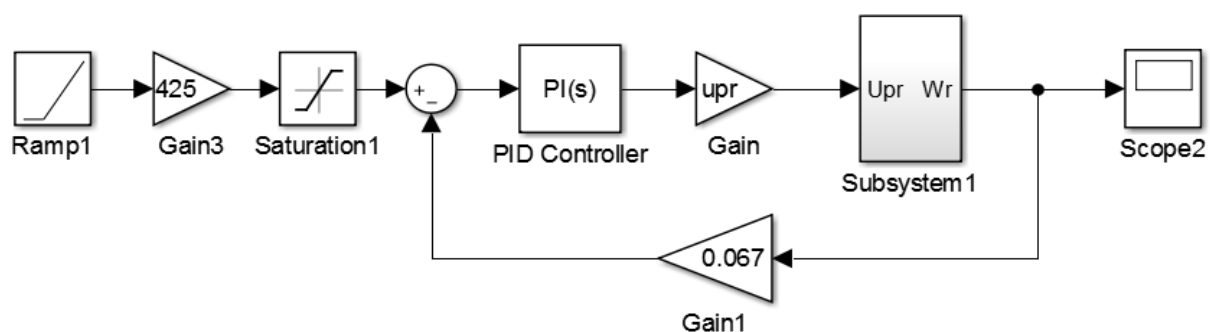 425
Ramp1
Gain3
Saturation1
PI(s)
PID Controller
upr
Gain
Upr Wr
Subsystem1
Scope2
0.067
Gain1